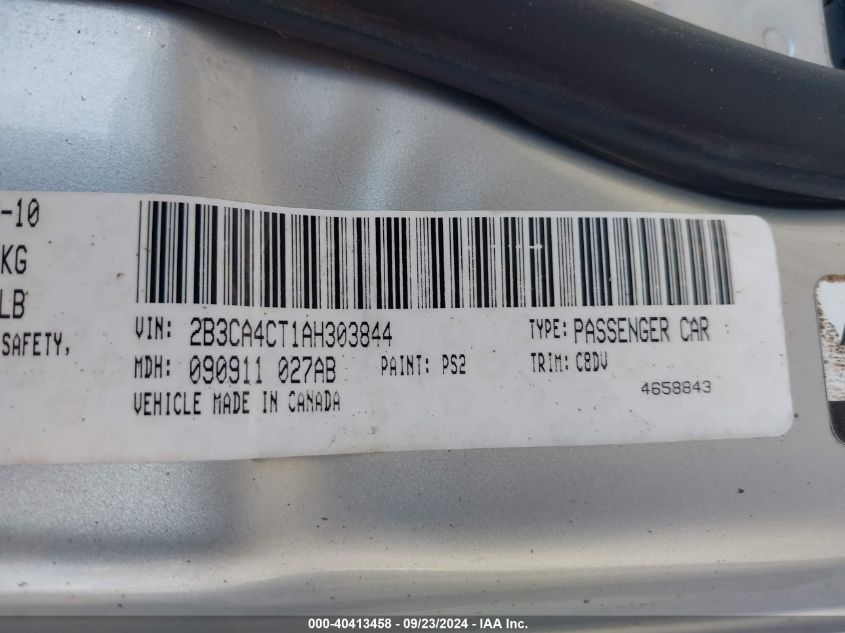 -10
KG
LB
SAFETY,
VIN: 2B3CA4CT1AH303844 TYPE: PASSENGER CAR
MDH: 090911 027AB PAINT: PS2 TRIM: C8DV
VEHICLE MADE IN CANADA 4658843
000-40413458 - 09/23/2024 - Copyright IAA, Inc.